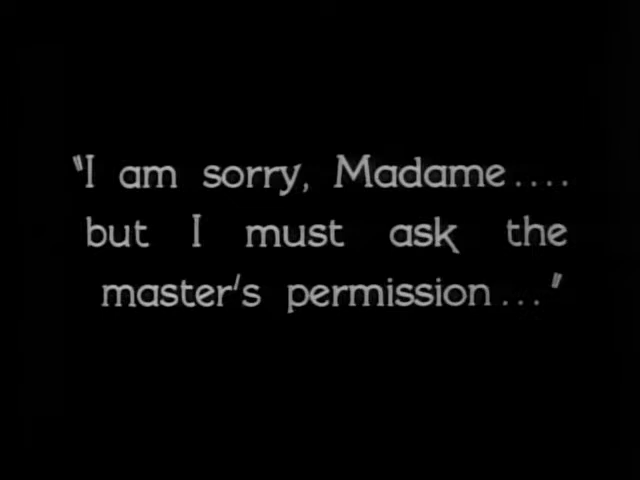 "I am sorry, Madame....
but I must ask the
master's permission..."